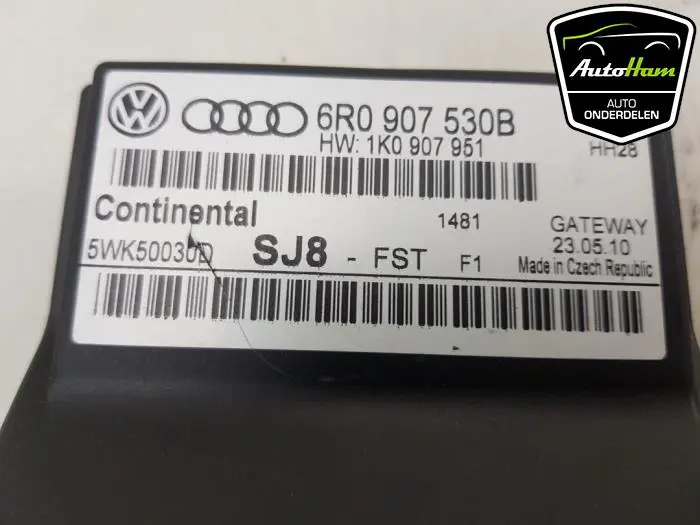 AutoHam
AUTO
ONDERDELEN
6R0 907 530B
HW: 1K0 907 951
HH28
Continental
1481
GATEWAY
5WK50030D
SJ8 - FST F1
23.05.10
Made in Czech Republic